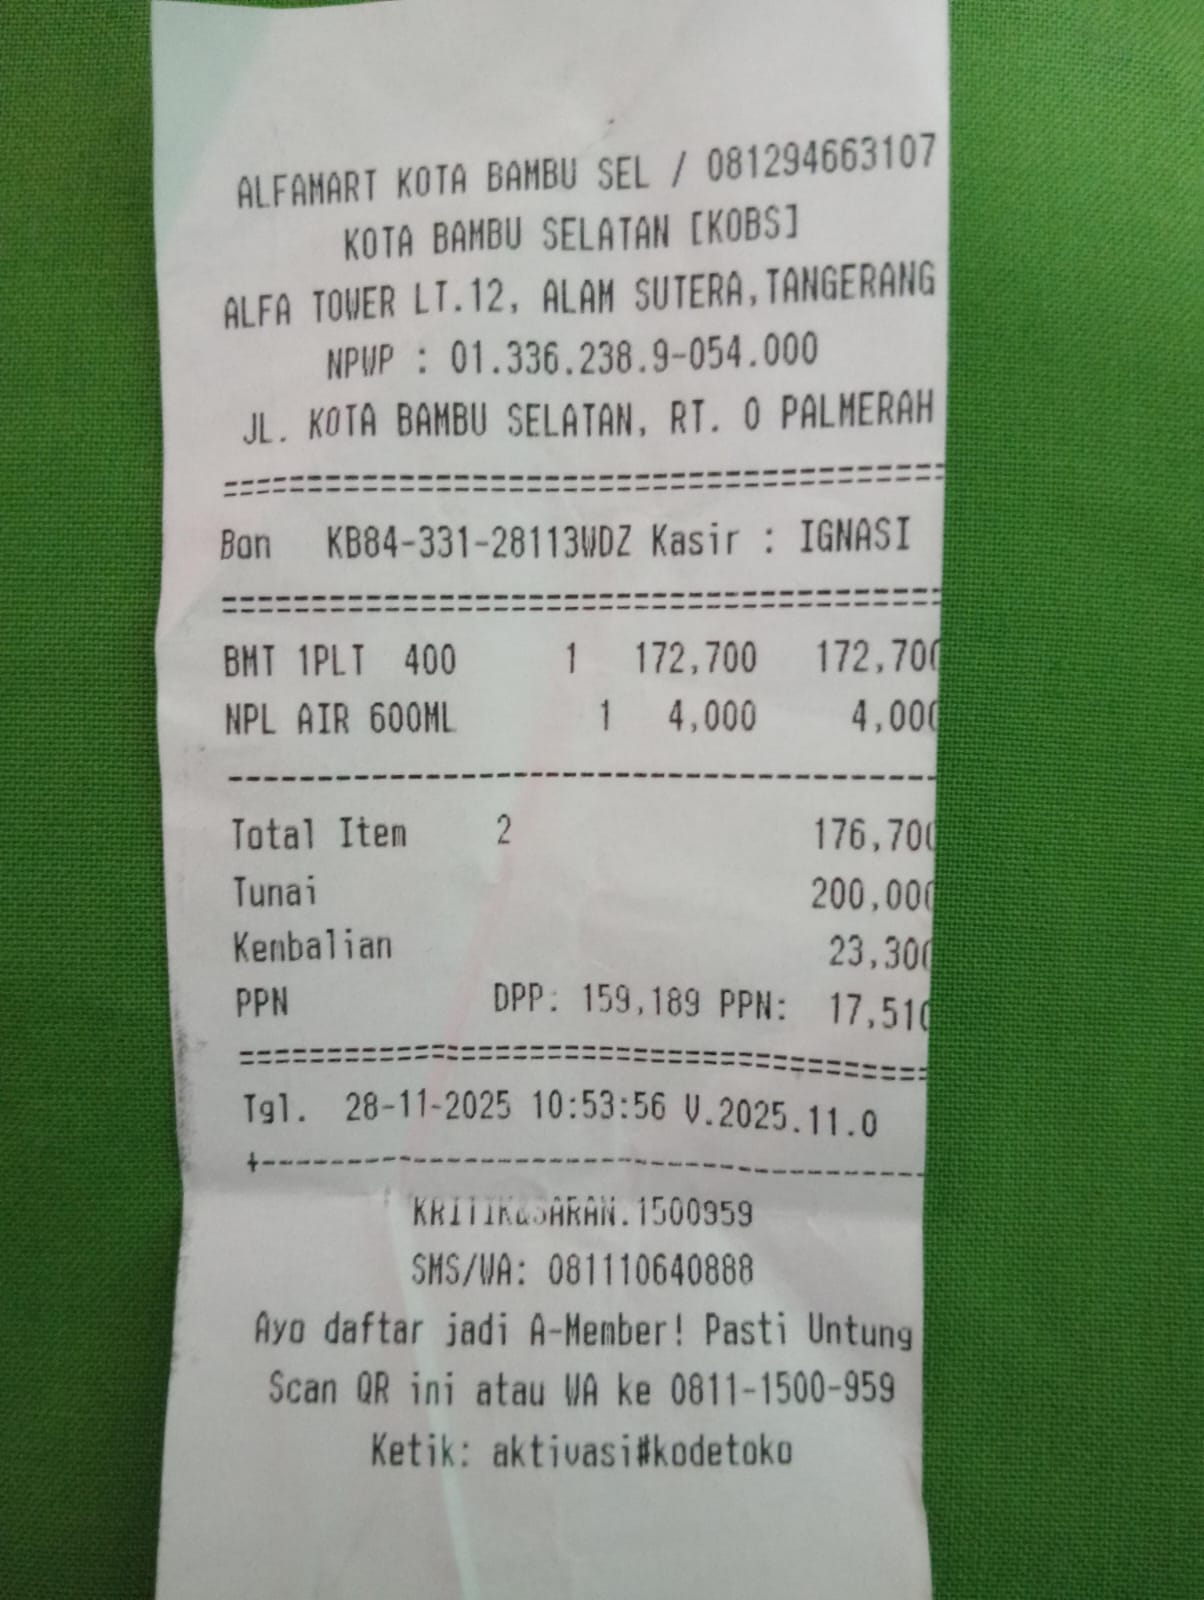 ALFAMART KOTA BAMBU SEL / 081294663107
KOTA BAMBU SELATAN [KOBS]
ALFA TOWER LT.12, ALAM SUTERA,TANGERANG
NPWP : 01.336.238.9-054.000
JL. KOTA BAMBU SELATAN, RT. 0 PALMERAH
Bon KB84-331-28113WDZ Kasir : IGNASI
BMT 1PLT 400 1 172,700 172,700
NPL AIR 600ML 1 4,000 4,000
Total Item 2 176,700
Tunai 200,000
Kembalian 23,300
PPN DPP: 159,189 PPN: 17,510
Tgl. 28-11-2025 10:53:56 V.2025.11.0
KRITIK&SARAN.1500959
SMS/WA: 081110640888
Ayo daftar jadi A-Member! Pasti Untung
Scan QR ini atau WA ke 0811-1500-959
Ketik: aktivasi#kodetoko